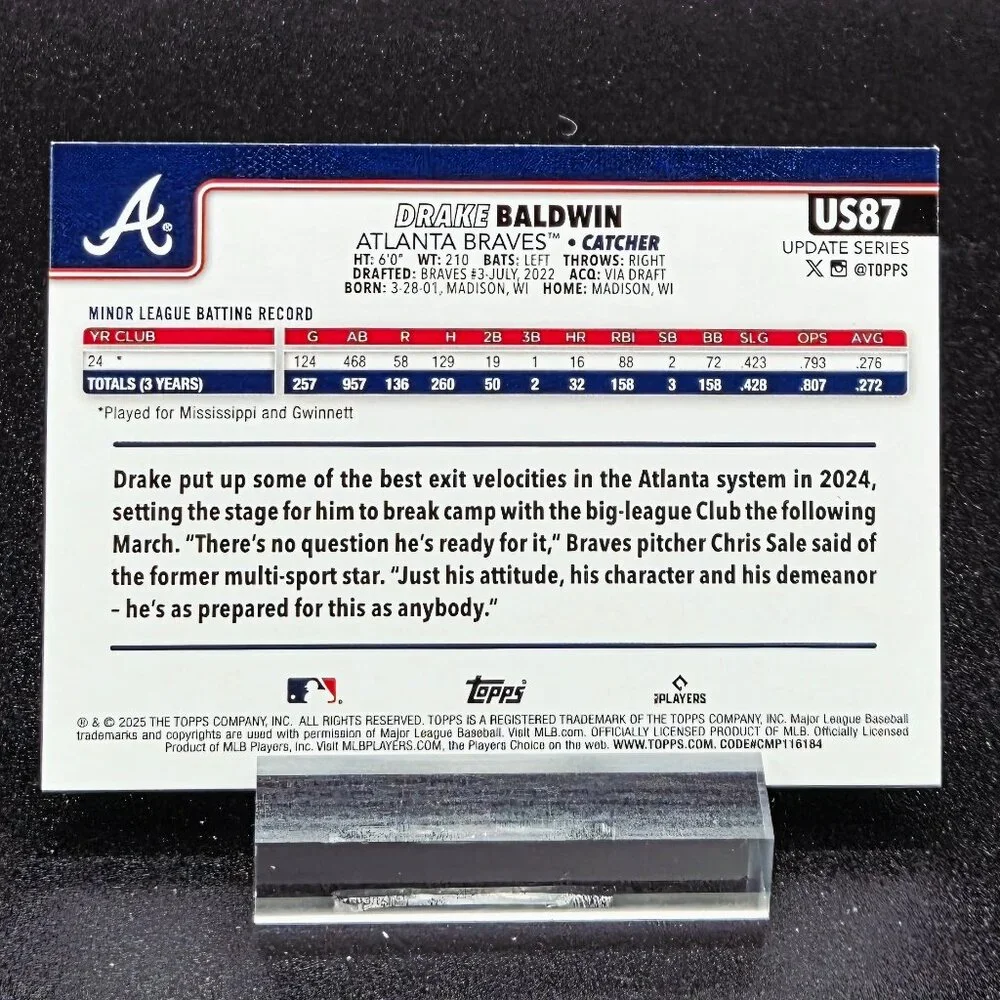 A®
DRAKE BALDWIN
US87
ATLANTA BRAVES™ • CATCHER
UPDATE SERIES
HT: 6'0" WT: 210 BATS: LEFT THROWS: RIGHT
@TOPPS
DRAFTED: BRAVES #3-JULY, 2022 ACQ: VIA DRAFT
BORN: 3-28-01, MADISON, WI HOME: MADISON, WI
MINOR LEAGUE BATTING RECORD
YR CLUB G AB R H 2B 3B HR RBI SB BB SLG OPS AVG
24 * 124 468 58 129 19 1 16 88 2 72 .423 .793 .276
TOTALS (3 YEARS) 257 957 136 260 50 2 32 158 3 158 .428 .807 .272
*Played for Mississippi and Gwinnett
Drake put up some of the best exit velocities in the Atlanta system in 2024,
setting the stage for him to break camp with the big-league Club the following
March. "There's no question he's ready for it," Braves pitcher Chris Sale said of
the former multi-sport star. "Just his attitude, his character and his demeanor
– he's as prepared for this as anybody."
Topps®
PLAYERS
® & © 2025 THE TOPPS COMPANY, INC. ALL RIGHTS RESERVED. TOPPS IS A REGISTERED TRADEMARK OF THE TOPPS COMPANY, INC. Major League Baseball
trademarks and copyrights are used with permission of Major League Baseball. Visit MLB.com. OFFICIALLY LICENSED PRODUCT OF MLB. Officially Licensed
Product of MLB Players, Inc. Visit MLBPLAYERS.COM, the Players Choice on the web. WWW.TOPPS.COM. CODE#CMP116184